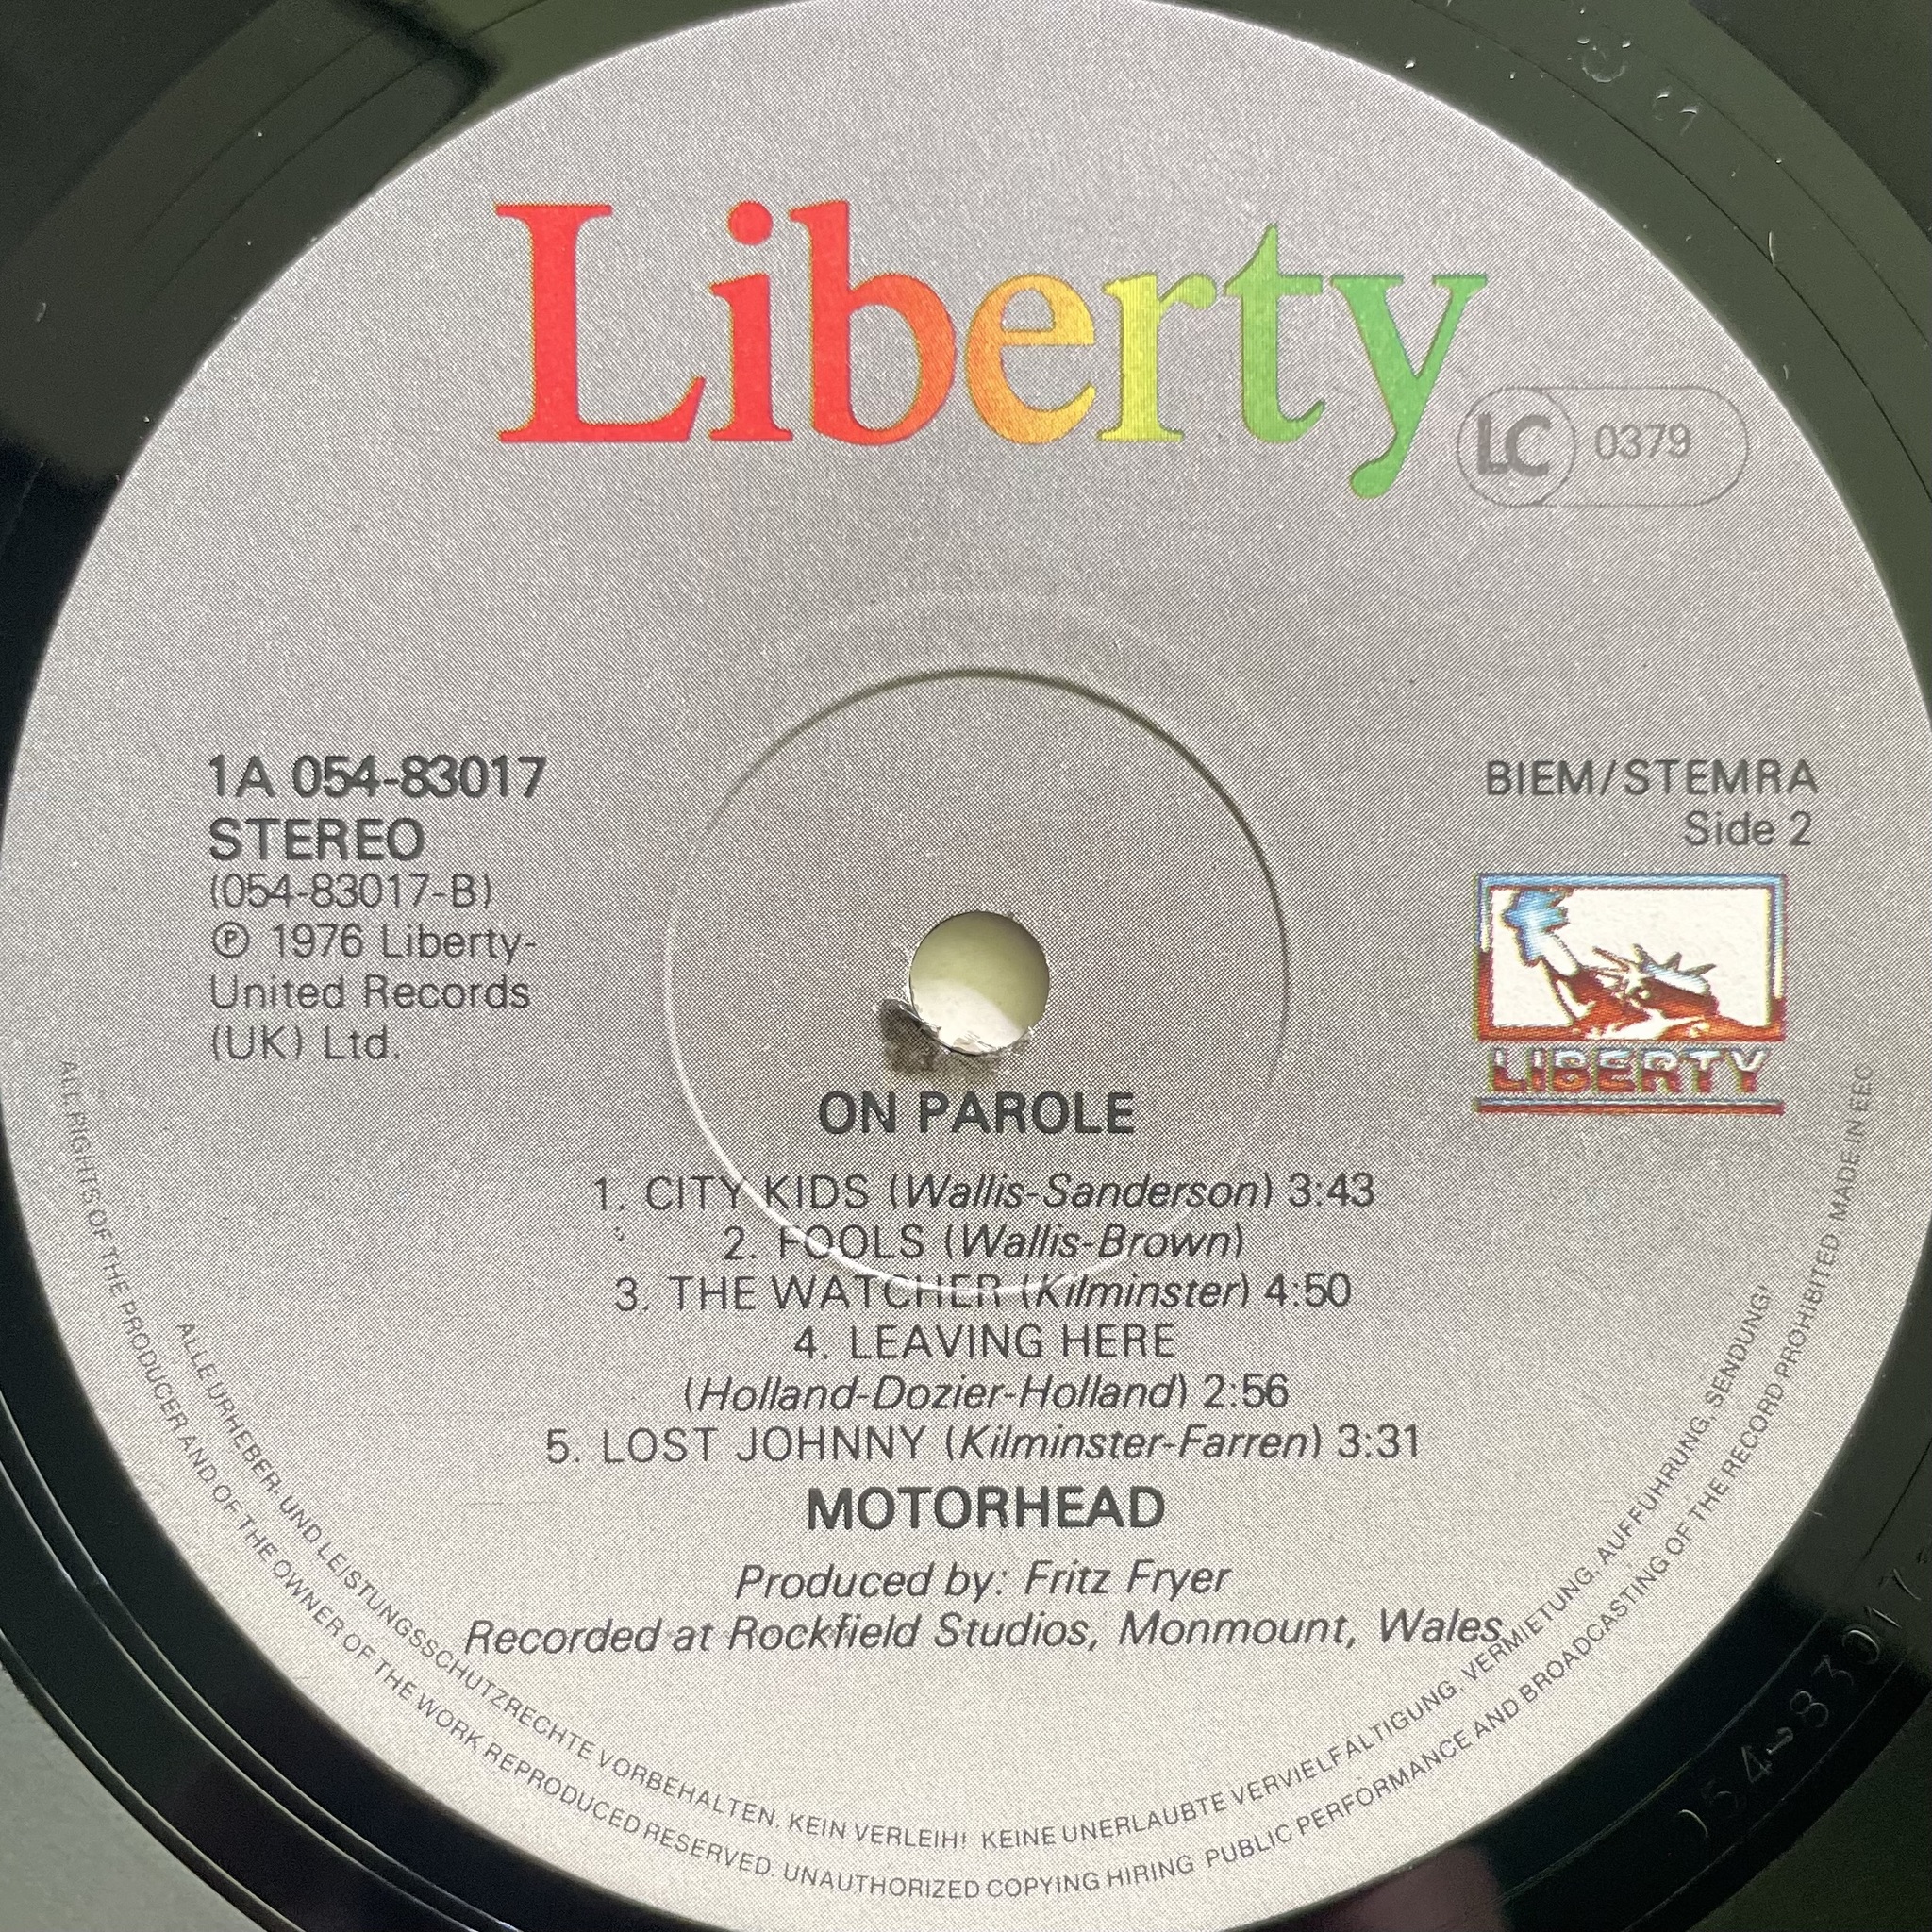 Liberty
LC 0379
1A 054-83017
STEREO
(054-83017-B)
℗ 1976 Liberty-
United Records
(UK) Ltd.
BIEM/STEMRA
Side 2
LIBERTY
ON PAROLE
1. CITY KIDS (Wallis-Sanderson) 3:43
2. FOOLS (Wallis-Brown)
3. THE WATCHER (Kilminster) 4:50
4. LEAVING HERE
(Holland-Dozier-Holland) 2:56
5. LOST JOHNNY (Kilminster-Farren) 3:31
MOTORHEAD
Produced by: Fritz Fryer
Recorded at Rockfield Studios, Monmount, Wales
ALLE URHEBER- UND LEISTUNGSSCHUTZRECHTE VORBEHALTEN. KEIN VERLEIH! KEINE UNERLAUBTE VERVIELFÄLTIGUNG, VERMIETUNG, AUFFÜHRUNG, SENDUNG!
ALL RIGHTS OF THE PRODUCER AND OF THE OWNER OF THE WORK REPRODUCED RESERVED. UNAUTHORIZED COPYING HIRING PUBLIC PERFORMANCE AND BROADCASTING OF THE RECORD PROHIBITED. MADE IN EEC